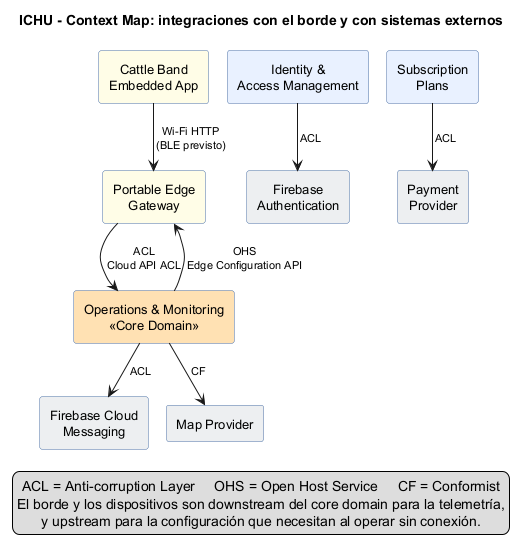 ICHU - Context Map: integraciones con el borde y con sistemas externos
Cattle Band
Embedded App
Identity &
Access Management
Subscription
Plans
Wi-Fi HTTP
(BLE previsto)
ACL
ACL
Portable Edge
Gateway
Firebase
Authentication
Payment
Provider
ACL
Cloud API ACL
OHS
Edge Configuration API
Operations & Monitoring
«Core Domain»
ACL
CF
Firebase Cloud
Messaging
Map Provider
ACL = Anti-corruption Layer OHS = Open Host Service CF = Conformist
El borde y los dispositivos son downstream del core domain para la telemetría,
y upstream para la configuración que necesitan al operar sin conexión.